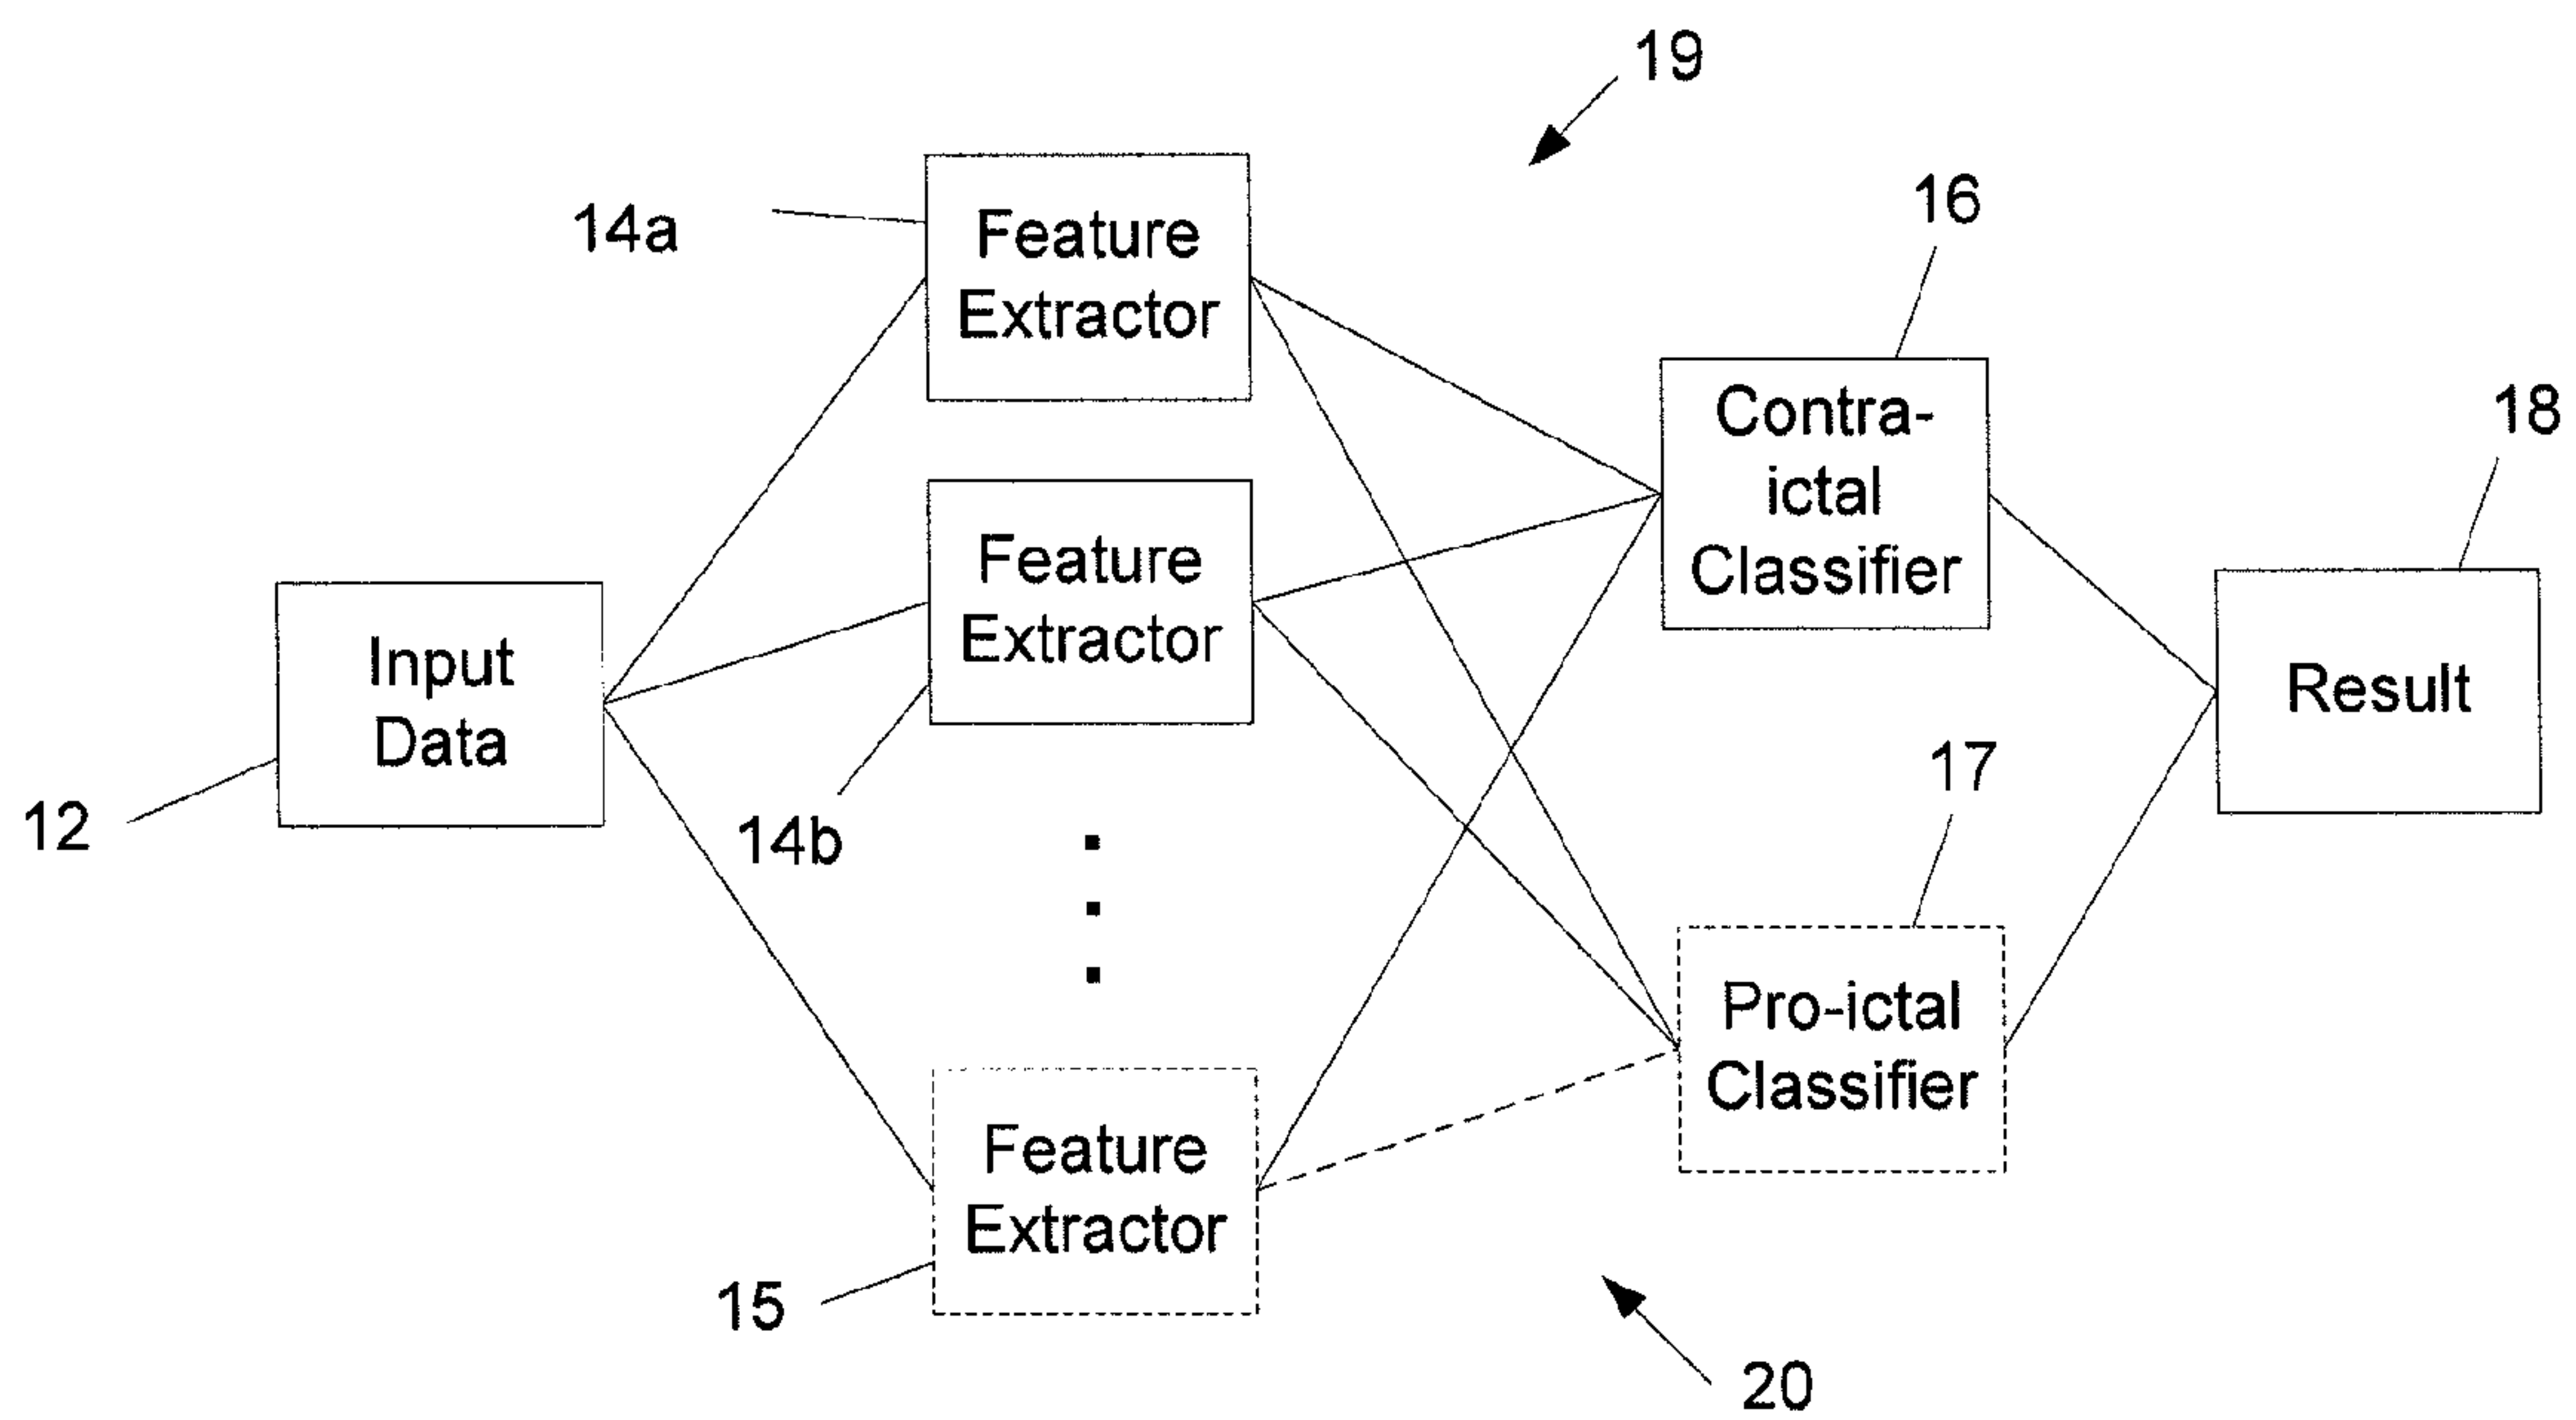 19
14a
Feature
Extractor
16
Contra-
ictal
Classifier
18
Feature
Extractor
Input
Data
Result
12
14b
17
Pro-ictal
Classifier
Feature
Extractor
15
20